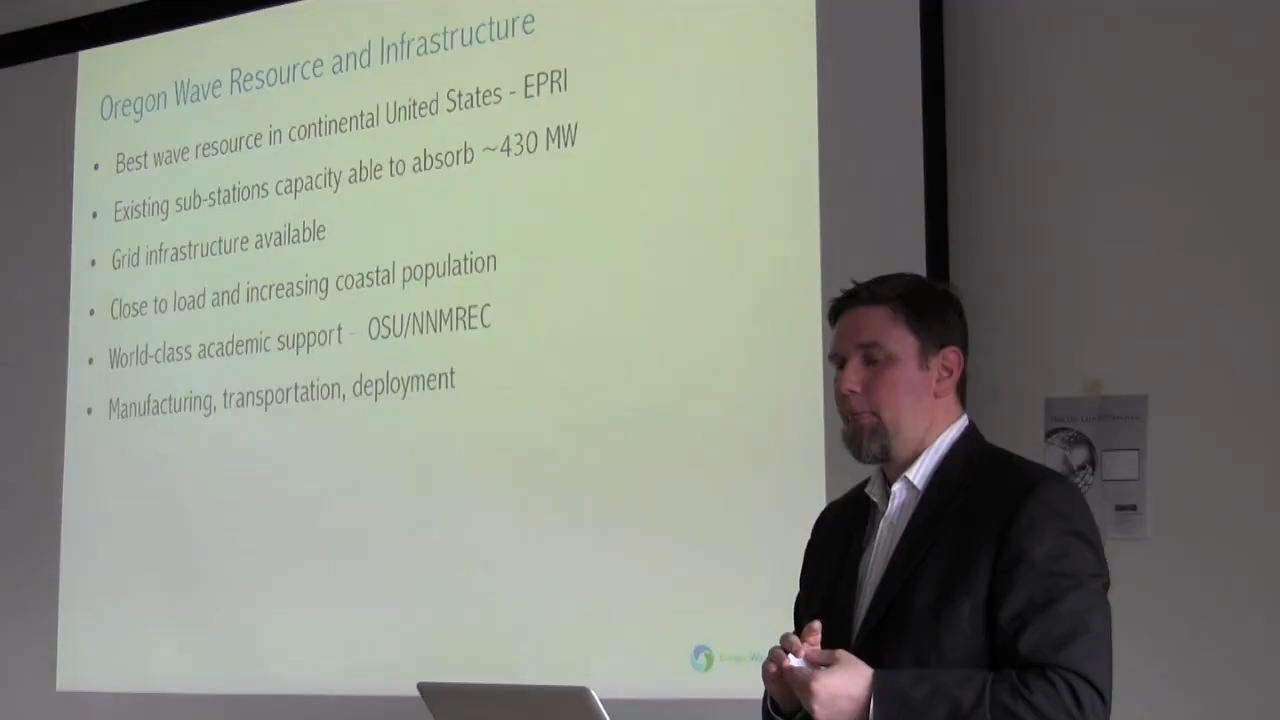 Oregon Wave Resource and Infrastructure
• Best wave resource in continental United States - EPRI
• Existing sub-stations capacity able to absorb ~430 MW
• Grid infrastructure available
• Close to load and increasing coastal population
• World-class academic support – OSU/NNMREC
• Manufacturing, transportation, deployment